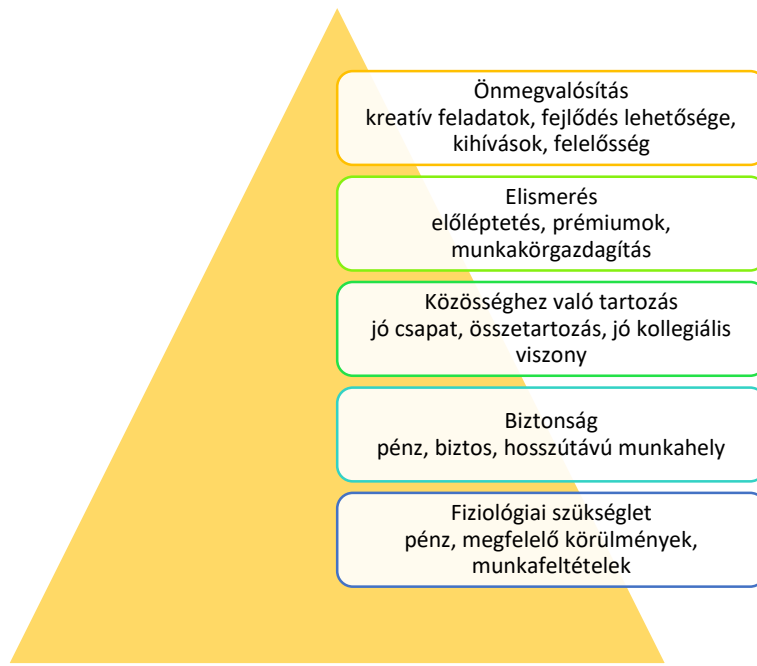 Önmegvalósítás
kreatív feladatok, fejlődés lehetősége,
kihívások, felelősség
Elismerés
előléptetés, prémiumok,
munkakörgazdagítás
Közösséghez való tartozás
jó csapat, összetartozás, jó kollegiális
viszony
Biztonság
pénz, biztos, hosszútávú munkahely
Fiziológiai szükséglet
pénz, megfelelő körülmények,
munkafeltételek